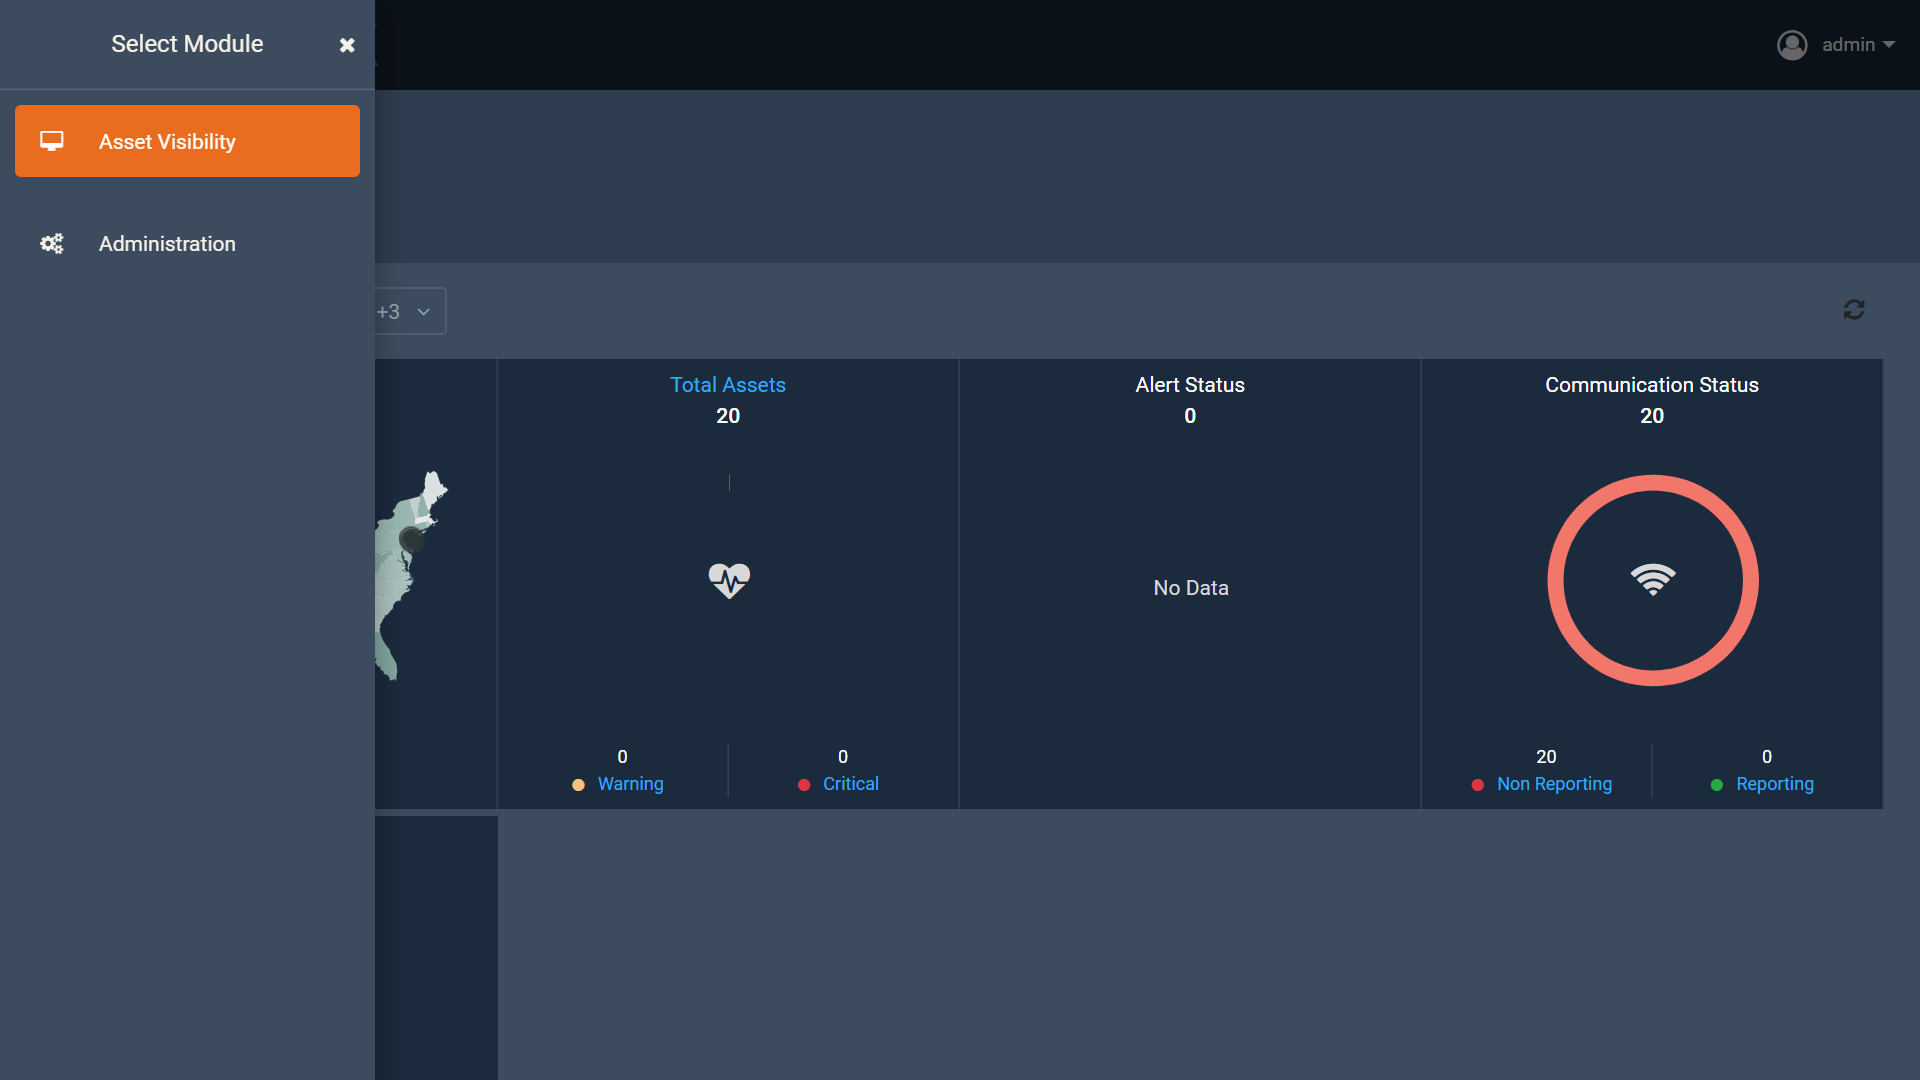 Select Module
admin
Asset Visibility
Administration
+3
Total Assets
20
Alert Status
0
Communication Status
20
No Data
0
Warning
0
Critical
20
Non Reporting
0
Reporting